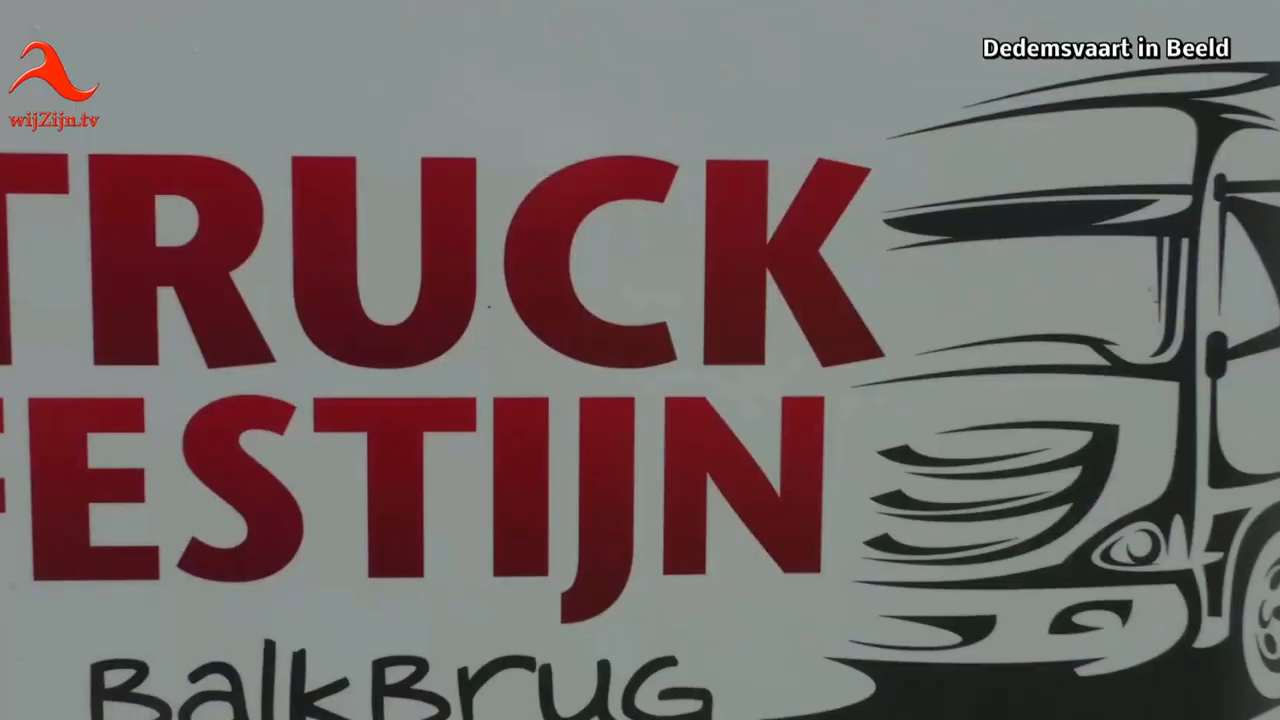 Dedemsvaart in Beeld
wijZijn.tv
TRUCK
FESTIJN
BalkBrug